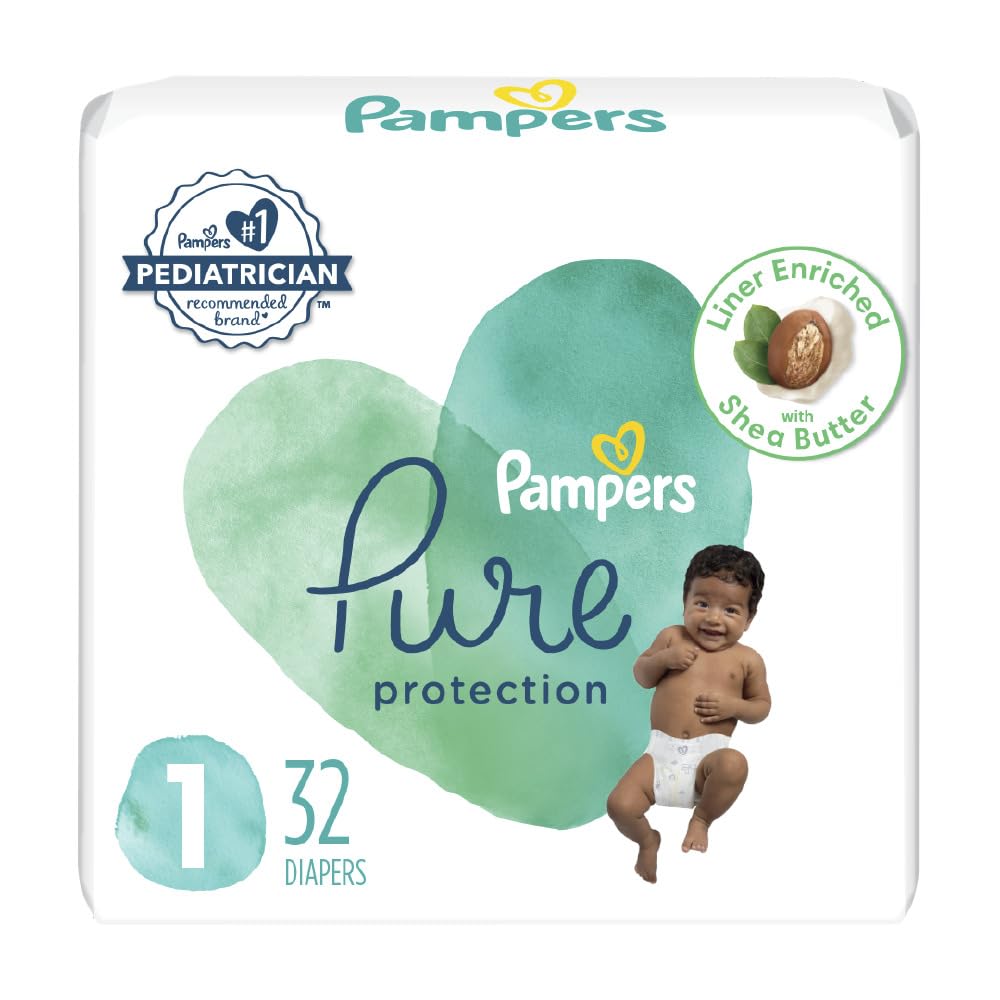 Pampers
Pampers #1
PEDIATRICIAN
recommended
brand
™
Liner Enriched
with
Shea Butter
Pampers
Pure
protection
1
32
DIAPERS